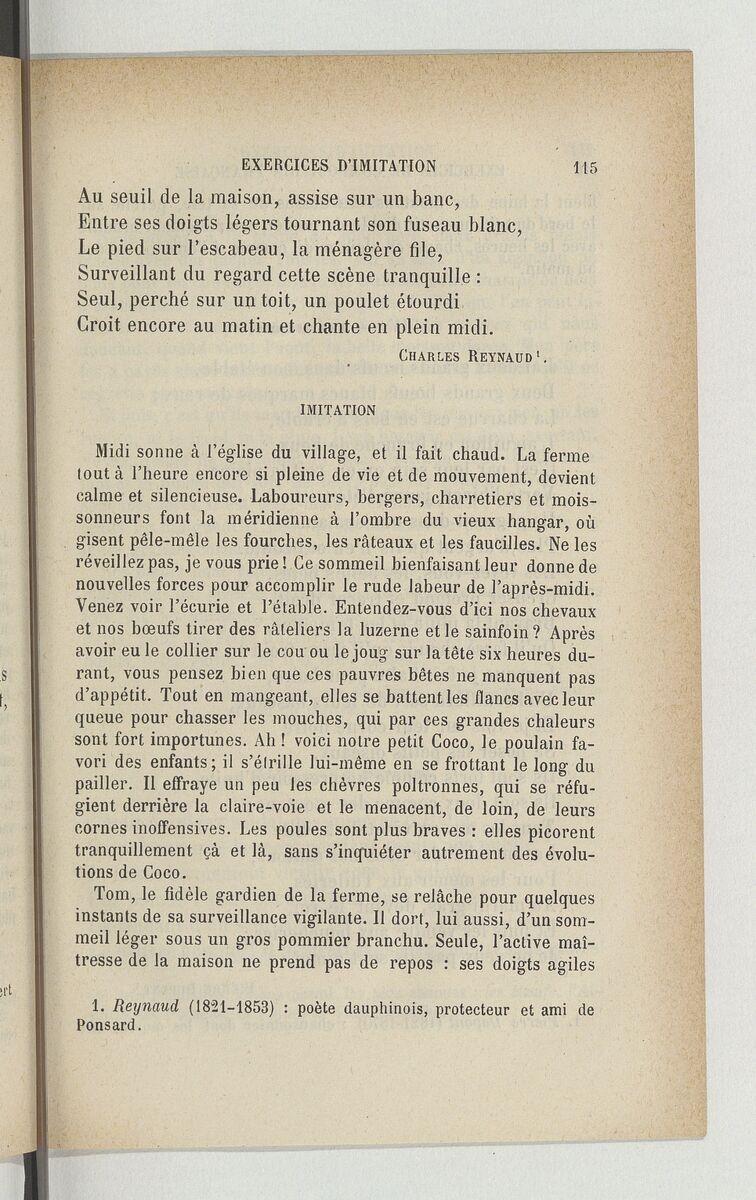 EXERCICES D'IMITATION 115
Au seuil de la maison, assise sur un banc,
Entre ses doigts légers tournant son fuseau blanc,
Le pied sur l'escabeau, la ménagère file,
Surveillant du regard cette scène tranquille :
Seul, perché sur un toit, un poulet étourdi
Croit encore au matin et chante en plein midi.
CHARLES REYNAUD¹.
IMITATION
Midi sonne à l'église du village, et il fait chaud. La ferme
tout à l'heure encore si pleine de vie et de mouvement, devient
calme et silencieuse. Laboureurs, bergers, charretiers et mois-
sonneurs font la méridienne à l'ombre du vieux hangar, où
gisent pêle-mêle les fourches, les râteaux et les faucilles. Ne les
réveillez pas, je vous prie ! Ce sommeil bienfaisant leur donne de
nouvelles forces pour accomplir le rude labeur de l'après-midi.
Venez voir l'écurie et l'étable. Entendez-vous d'ici nos chevaux
et nos bœufs tirer des râteliers la luzerne et le sainfoin ? Après
avoir eu le collier sur le cou ou le joug sur la tête six heures du-
rant, vous pensez bien que ces pauvres bêtes ne manquent pas
d'appétit. Tout en mangeant, elles se battent les flancs avec leur
queue pour chasser les mouches, qui par ces grandes chaleurs
sont fort importunes. Ah ! voici notre petit Coco, le poulain fa-
vori des enfants ; il s'étrille lui-même en se frottant le long du
pailler. Il effraye un peu les chèvres poltronnes, qui se réfu-
gient derrière la claire-voie et le menacent, de loin, de leurs
cornes inoffensives. Les poules sont plus braves : elles picorent
tranquillement çà et là, sans s'inquiéter autrement des évolu-
tions de Coco.
Tom, le fidèle gardien de la ferme, se relâche pour quelques
instants de sa surveillance vigilante. Il dort, lui aussi, d'un som-
meil léger sous un gros pommier branchu. Seule, l'active maî-
tresse de la maison ne prend pas de repos : ses doigts agiles
1. Reynaud (1821-1853) : poète dauphinois, protecteur et ami de
Ponsard.